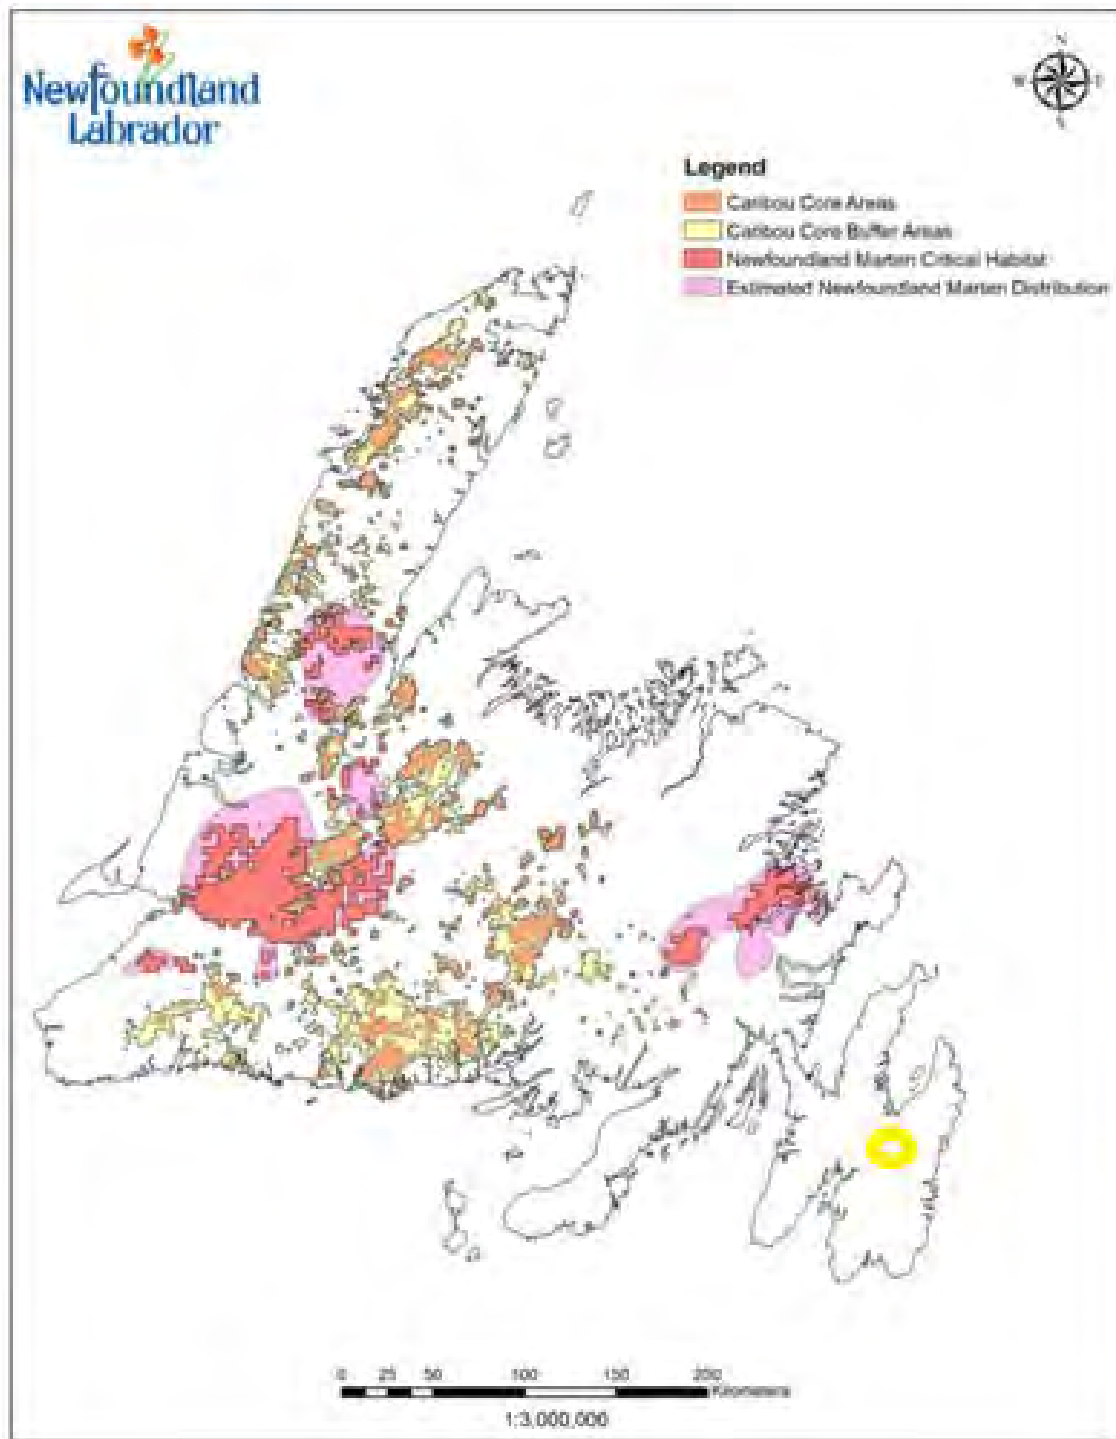 Newfoundland
Labrador
N
W
E
S
Legend
Caribou Core Areas
Caribou Core Buffer Areas
Newfoundland Marten Critical Habitat
Estimated Newfoundland Marten Distribution
0 25 50 100 150 200
Kilometers
1:3,000,000